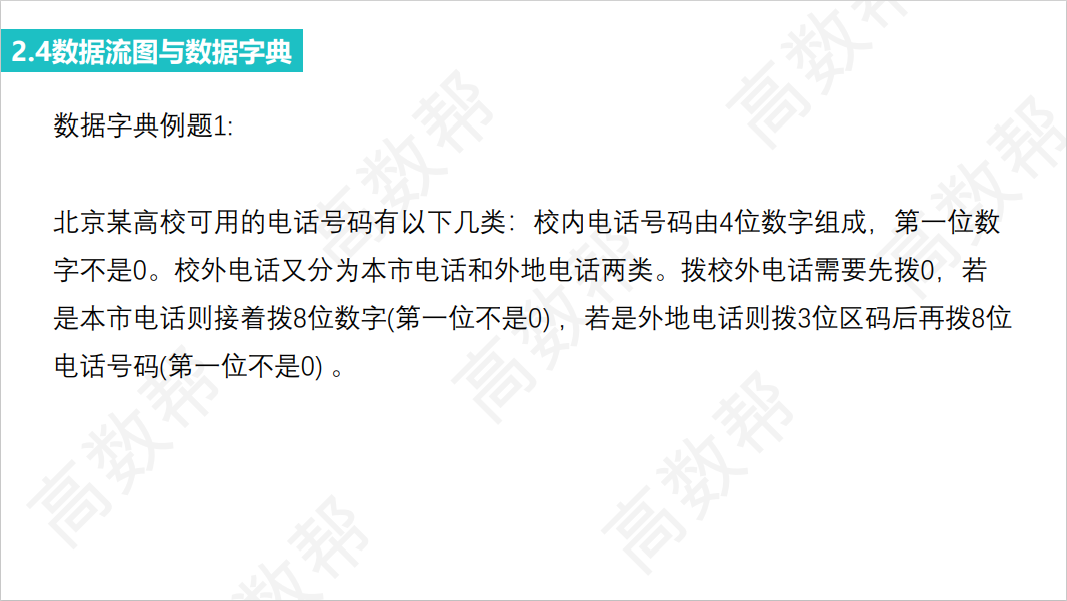 2.4数据流图与数据字典
数据字典例题1:
北京某高校可用的电话号码有以下几类：校内电话号码由4位数字组成，第一位数
字不是0。校外电话又分为本市电话和外地电话两类。拨校外电话需要先拨0，若
是本市电话则接着拨8位数字(第一位不是0) ，若是外地电话则拨3位区码后再拨8位
电话号码(第一位不是0) 。
高数帮
高数帮
高数帮
高数帮
高数帮
高数帮
数帮